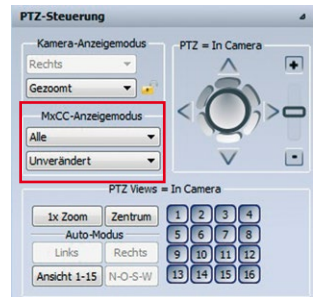 PTZ-Steuerung
Kamera-Anzeigemodus
PTZ = In Camera
Rechts
Gezoomt
MxCC-Anzeigemodus
Alle
Unverändert
PTZ Views = In Camera
1x Zoom Zentrum 1 2 3 4
Auto-Modus 5 6 7 8
Links Rechts 9 10 11 12
Ansicht 1-15 N-O-S-W 13 14 15 16